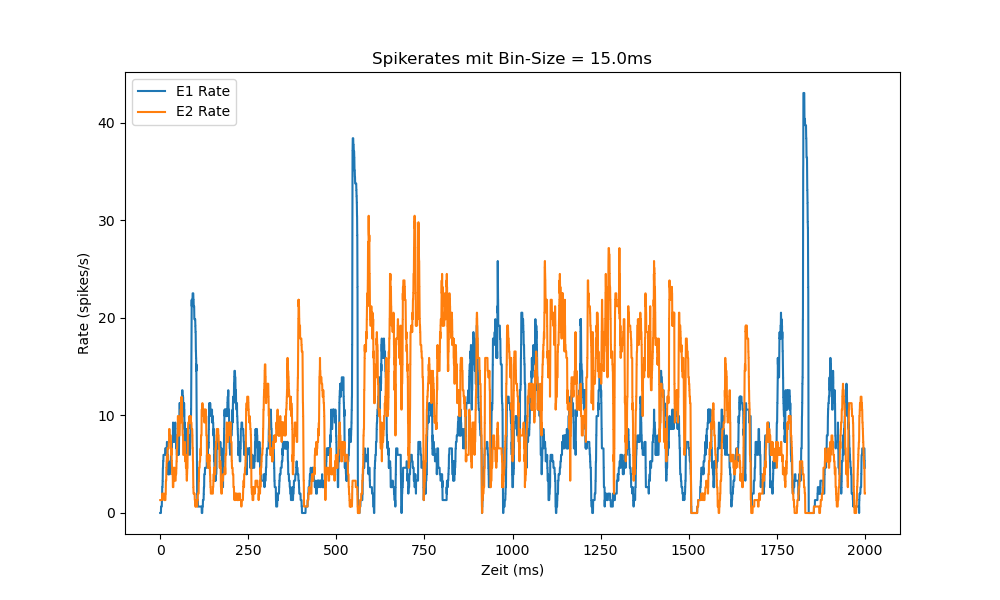 Spikerates mit Bin-Size = 15.0ms
E1 Rate
E2 Rate
Rate (spikes/s)
40
30
20
10
0
0 250 500 750 1000 1250 1500 1750 2000
Zeit (ms)